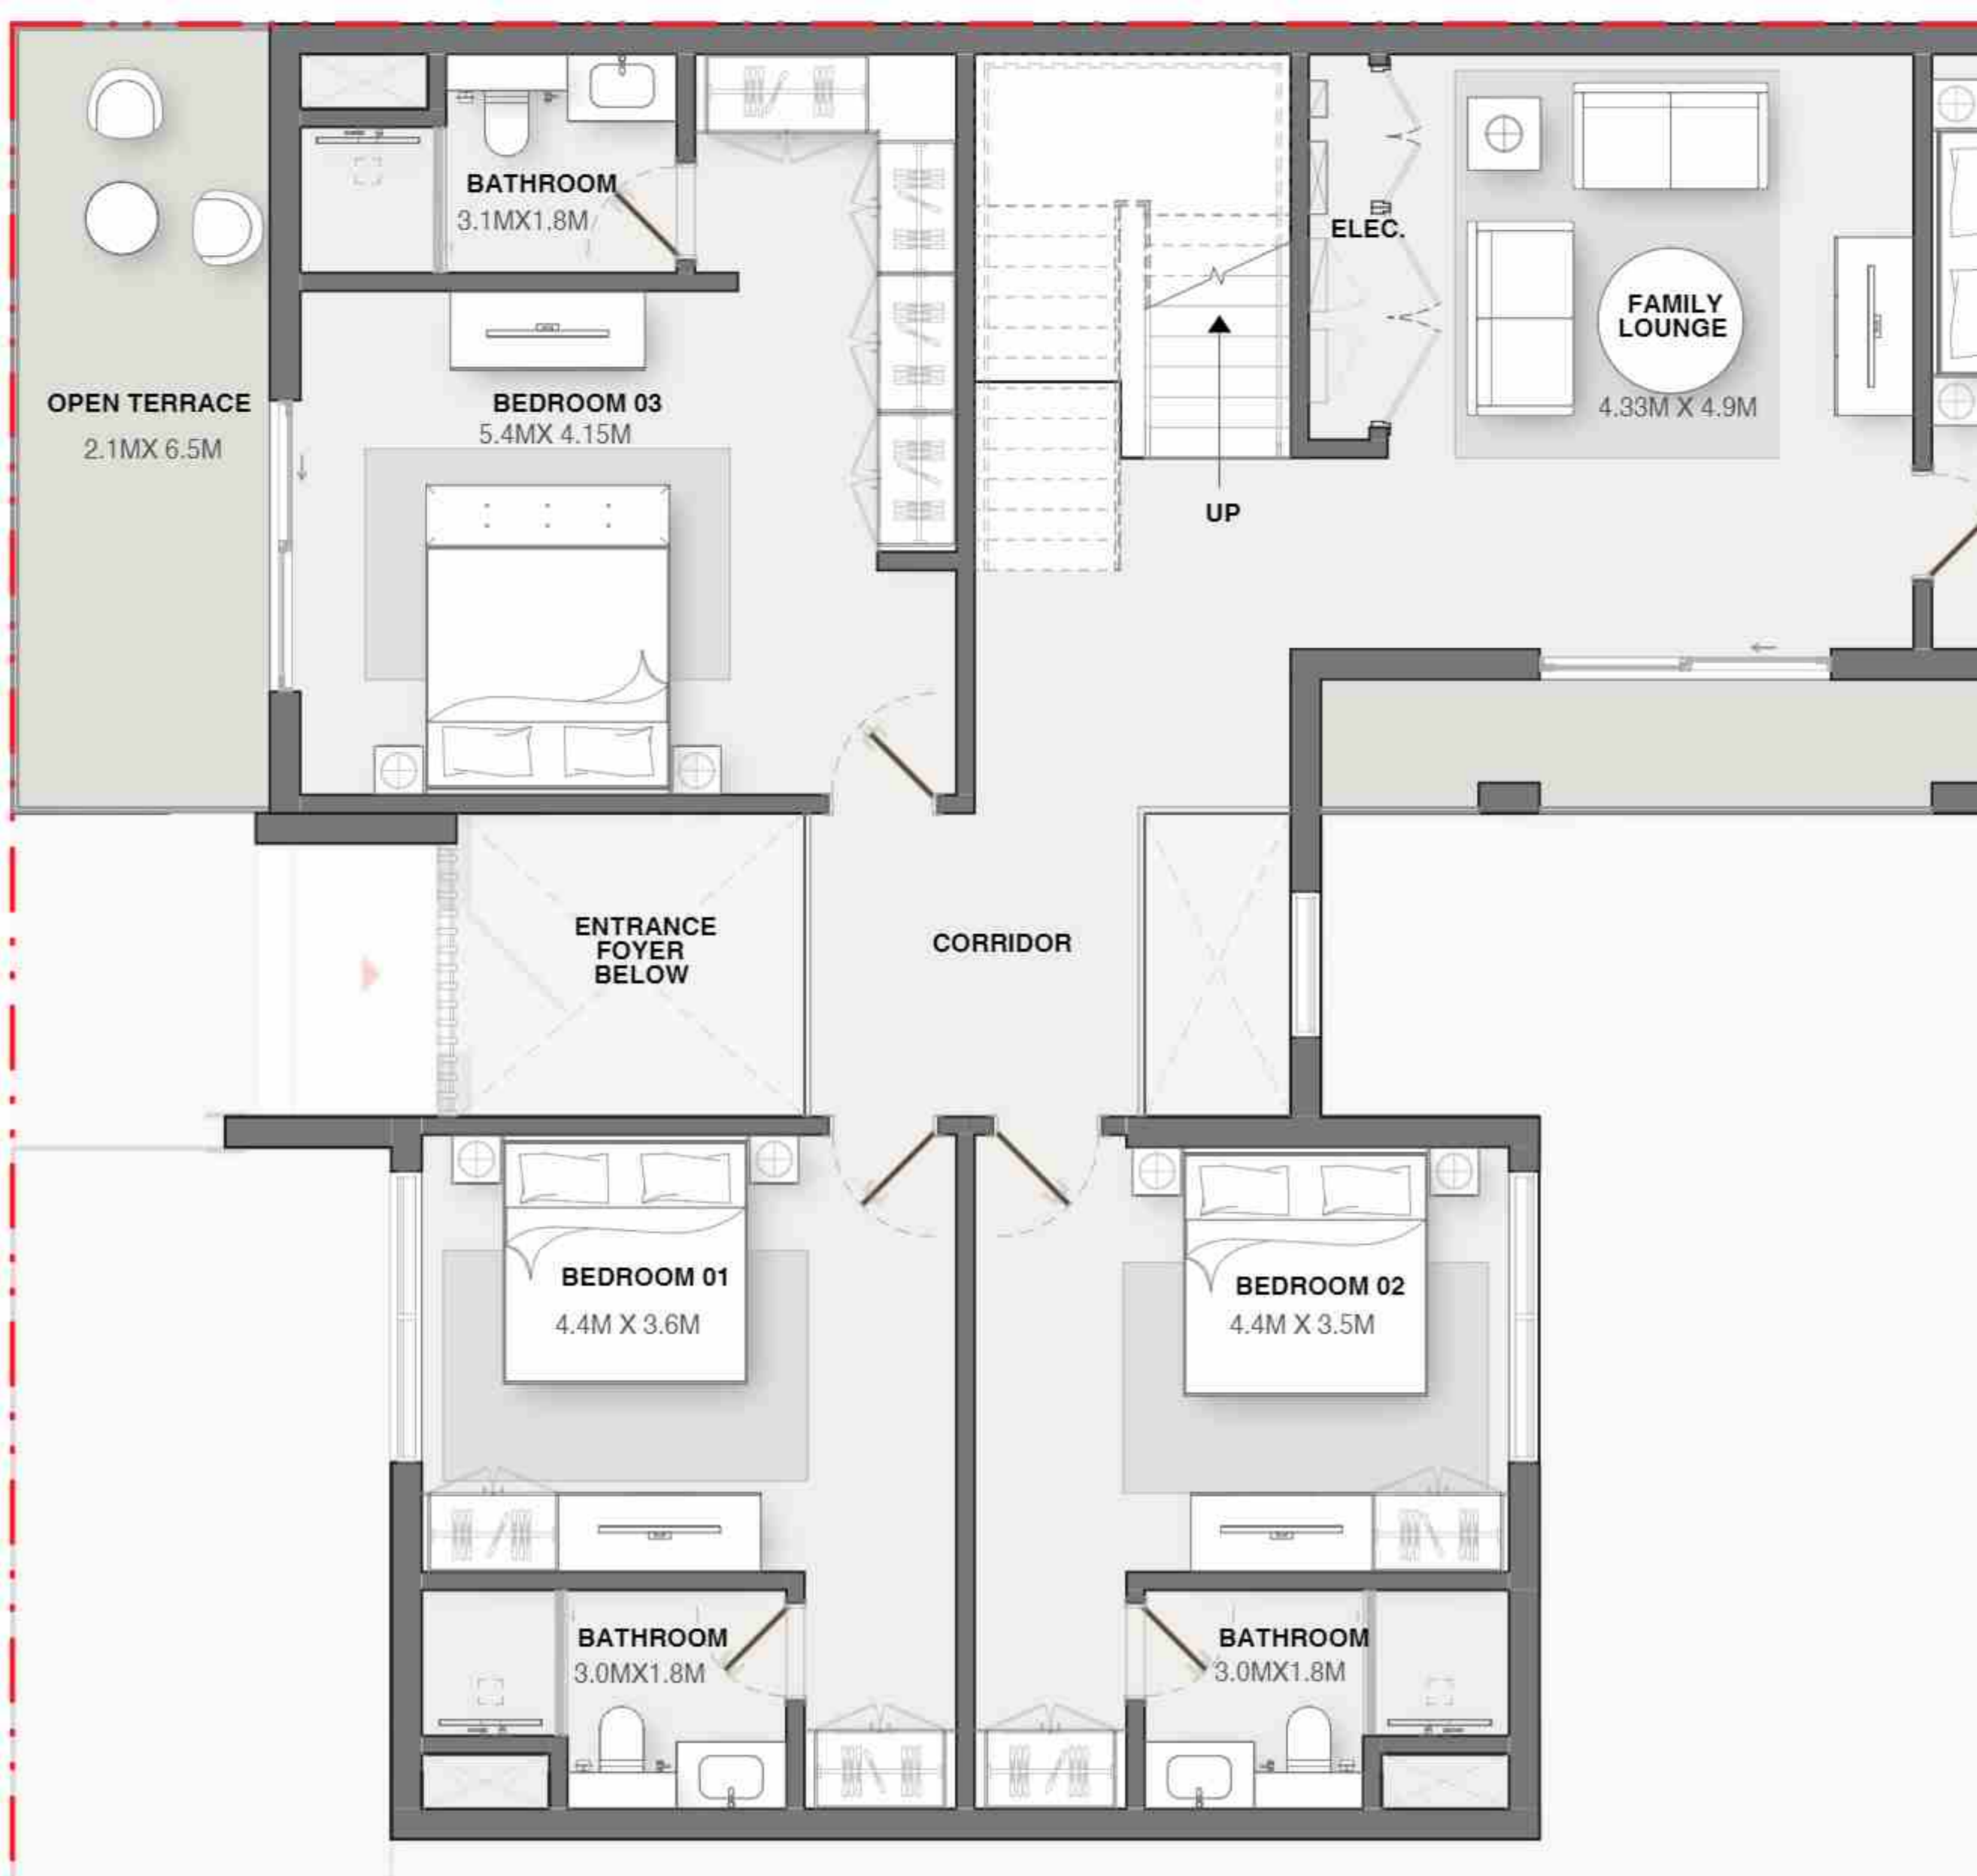 BATHROOM
3.1MX1.8M
ELEC.
FAMILY
LOUNGE
4.33M X 4.9M
OPEN TERRACE
2.1MX 6.5M
BEDROOM 03
5.4MX 4.15M
UP
ENTRANCE
FOYER
BELOW
CORRIDOR
BEDROOM 01
4.4M X 3.6M
BEDROOM 02
4.4M X 3.5M
BATHROOM
3.0MX1.8M
BATHROOM
3.0MX1.8M